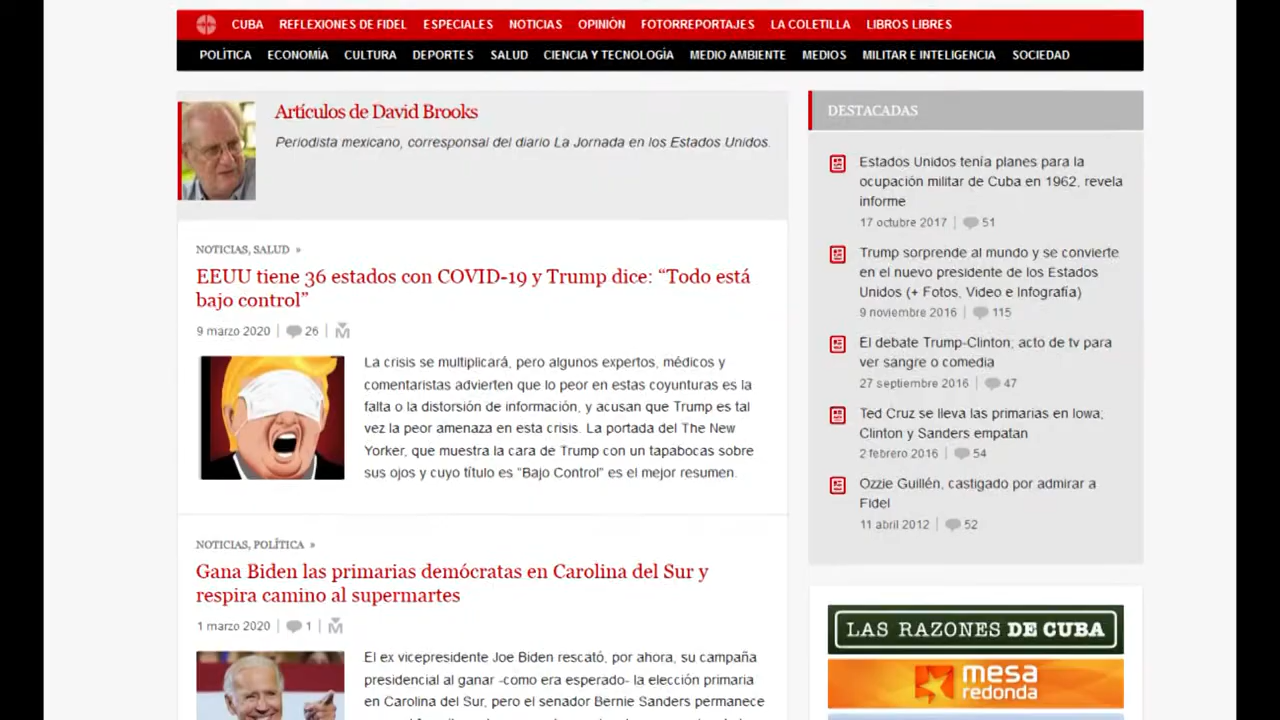 CUBA REFLEXIONES DE FIDEL ESPECIALES NOTICIAS OPINIÓN FOTORREPORTAJES LA COLETILLA LIBROS LIBRES
POLÍTICA ECONOMÍA CULTURA DEPORTES SALUD CIENCIA Y TECNOLOGÍA MEDIO AMBIENTE MEDIOS MILITAR E INTELIGENCIA SOCIEDAD
Artículos de David Brooks
Periodista mexicano, corresponsal del diario La Jornada en los Estados Unidos.
NOTICIAS, SALUD »
EEUU tiene 36 estados con COVID-19 y Trump dice: “Todo está
bajo control”
9 marzo 2020 | 26 |
La crisis se multiplicará, pero algunos expertos, médicos y
comentaristas advierten que lo peor en estas coyunturas es la
falta o la distorsión de información, y acusan que Trump es tal
vez la peor amenaza en esta crisis. La portada del The New
Yorker, que muestra la cara de Trump con un tapabocas sobre
sus ojos y cuyo título es “Bajo Control” es el mejor resumen.
NOTICIAS, POLÍTICA »
Gana Biden las primarias demócratas en Carolina del Sur y
respira camino al supermartes
1 marzo 2020 | 1 |
El ex vicepresidente Joe Biden rescató, por ahora, su campaña
presidencial al ganar -como era esperado- la elección primaria
en Carolina del Sur, pero el senador Bernie Sanders permanece
DESTACADAS
Estados Unidos tenía planes para la
ocupación militar de Cuba en 1962, revela
informe
17 octubre 2017 | 51
Trump sorprende al mundo y se convierte
en el nuevo presidente de los Estados
Unidos (+ Fotos, Video e Infografía)
9 noviembre 2016 | 115
El debate Trump-Clinton; acto de tv para
ver sangre o comedia
27 septiembre 2016 | 47
Ted Cruz se lleva las primarias en Iowa;
Clinton y Sanders empatan
2 febrero 2016 | 54
Ozzie Guillén, castigado por admirar a
Fidel
11 abril 2012 | 52
LAS RAZONES DE CUBA
mesa
redonda